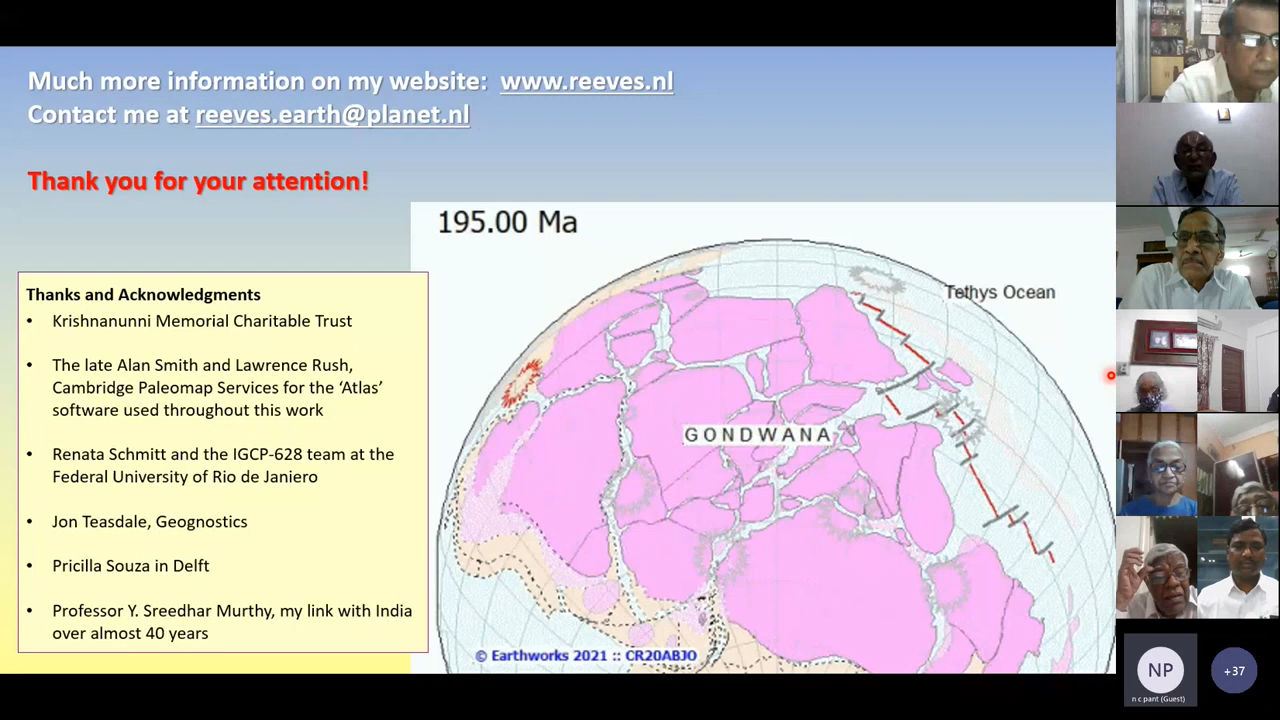 Much more information on my website: www.reeves.nl
Contact me at reeves.earth@planet.nl
Thank you for your attention!
195.00 Ma
Tethys Ocean
GONDWANA
Thanks and Acknowledgments
• Krishnanunni Memorial Charitable Trust
• The late Alan Smith and Lawrence Rush,
Cambridge Paleomap Services for the ‘Atlas’
software used throughout this work
• Renata Schmitt and the IGCP-628 team at the
Federal University of Rio de Janiero
• Jon Teasdale, Geognostics
• Pricilla Souza in Delft
• Professor Y. Sreedhar Murthy, my link with India
over almost 40 years
© Earthworks 2021 :: CR20ABJO
NP
n c pant (Guest)
+37